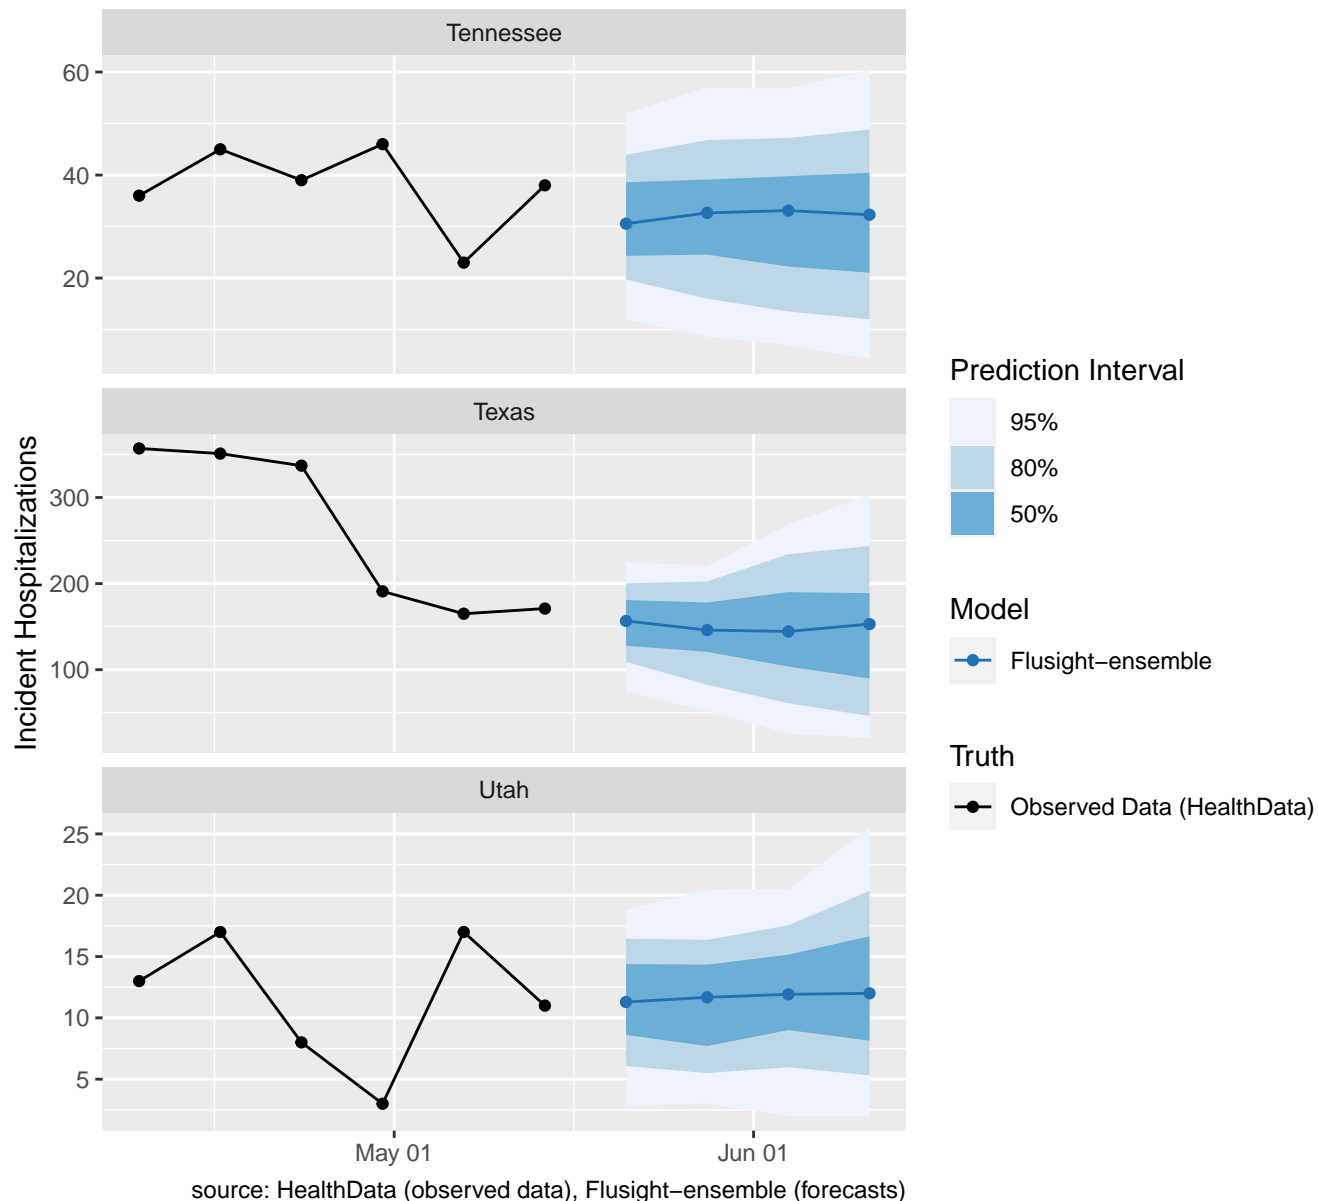 Tennessee
60
40
20
Texas
300
200
100
Utah
25
20
15
10
5
May 01
Jun 01
Incident Hospitalizations
source: HealthData (observed data), Flusight−ensemble (forecasts)
Prediction Interval
95%
80%
50%
Model
Flusight−ensemble
Truth
Observed Data (HealthData)